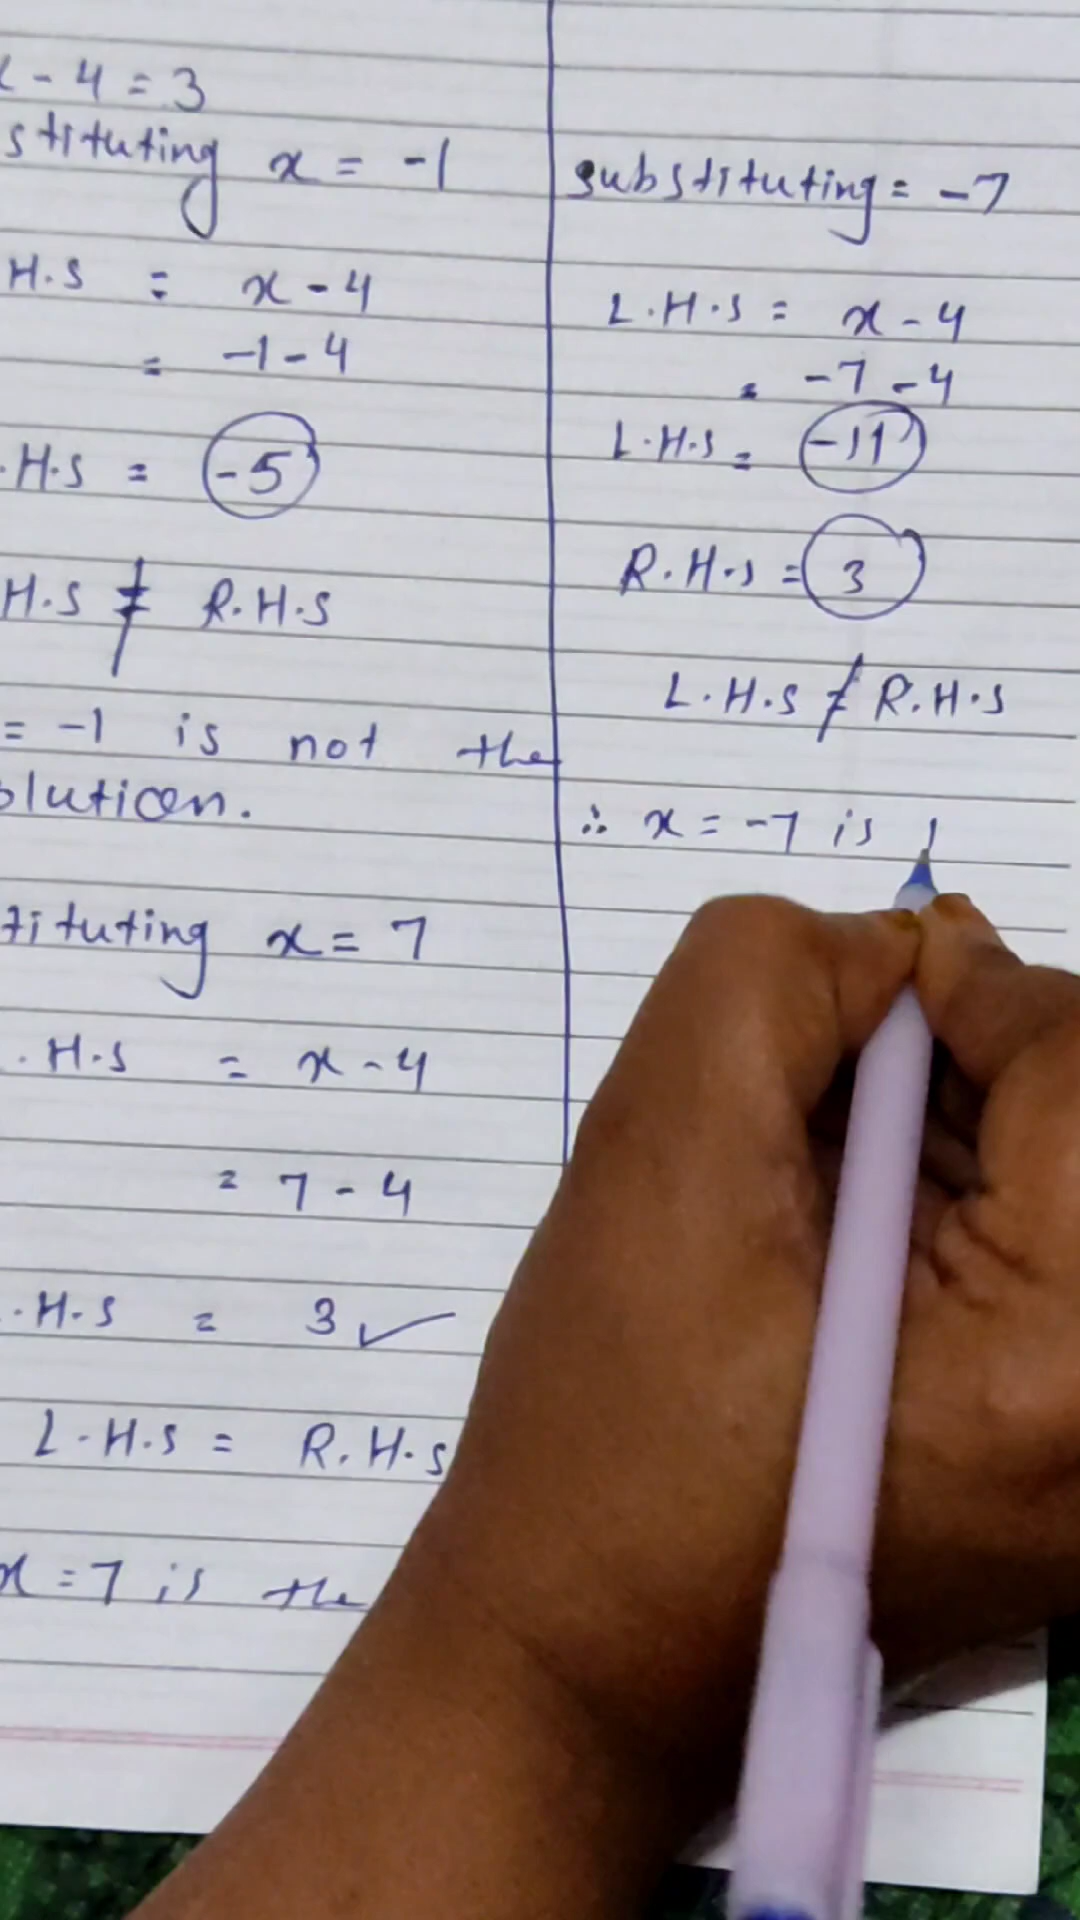 x - 4 = 3
stituting x = -1
H.S = x - 4
= -1 - 4
.H.S = -5
H.S ≠ R.H.S
= -1 is not the
olution.
tituting x = 7
.H.S = x - 4
= 7 - 4
.H.S = 3 ✓
L.H.S = R.H.S
x = 7 is the
substituting = -7
L.H.S = x - 4
= -7 - 4
L.H.S = -11
R.H.S = 3
L.H.S ≠ R.H.S
∴ x = -7 is